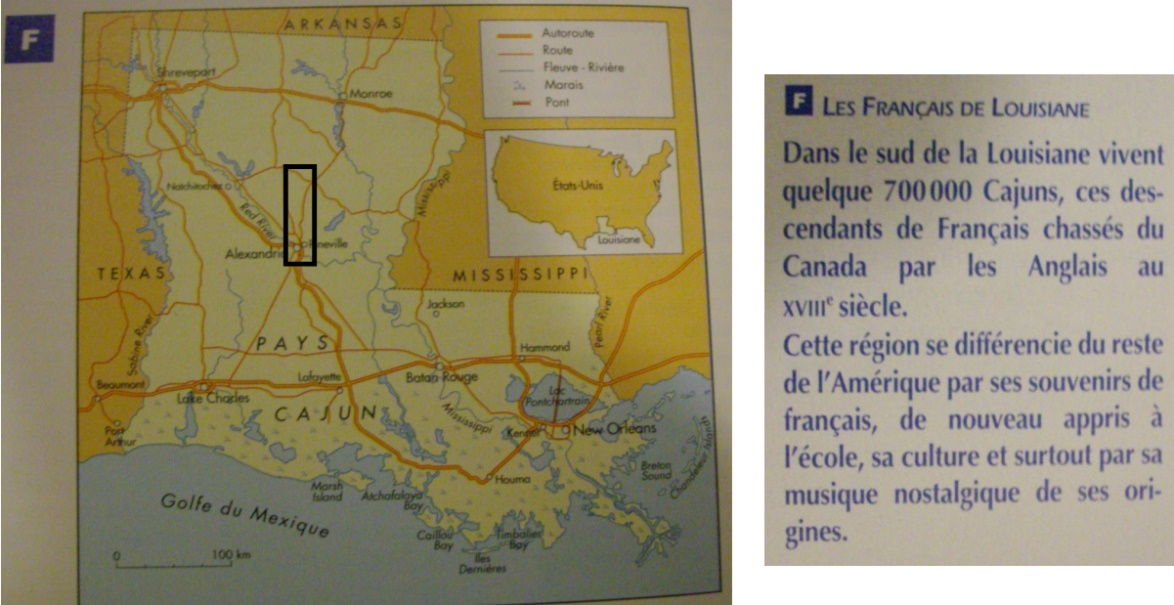 F
ARKANSAS
Autoroute
Route
Fleuve - Rivière
Marais
Pont
Shreveport
Monroe
États-Unis
Louisiane
Natchitoches
Red River
Mississippi
Alexandrie
Pineville
TEXAS
MISSISSIPPI
Jackson
Sabine River
Pearl River
PAYS
Hammond
Beaumont
Lafayette
Baton Rouge
Lac
Pontchartrain
Lake Charles
CAJUN
Mississippi
Port
Arthur
Kenner
New Orleans
Houma
Breton
Sound
Chandeleur Islands
Marsh
Island
Atchafalaya
Bay
Golfe du Mexique
Caillou
Bay
Timbalier
Bay
Iles
Dernières
0 100 km
F LES FRANÇAIS DE LOUISIANE
Dans le sud de la Louisiane vivent
quelque 700 000 Cajuns, ces des-
cendants de Français chassés du
Canada par les Anglais au
XVIIIe siècle.
Cette région se différencie du reste
de l'Amérique par ses souvenirs de
français, de nouveau appris à
l'école, sa culture et surtout par sa
musique nostalgique de ses ori-
gines.